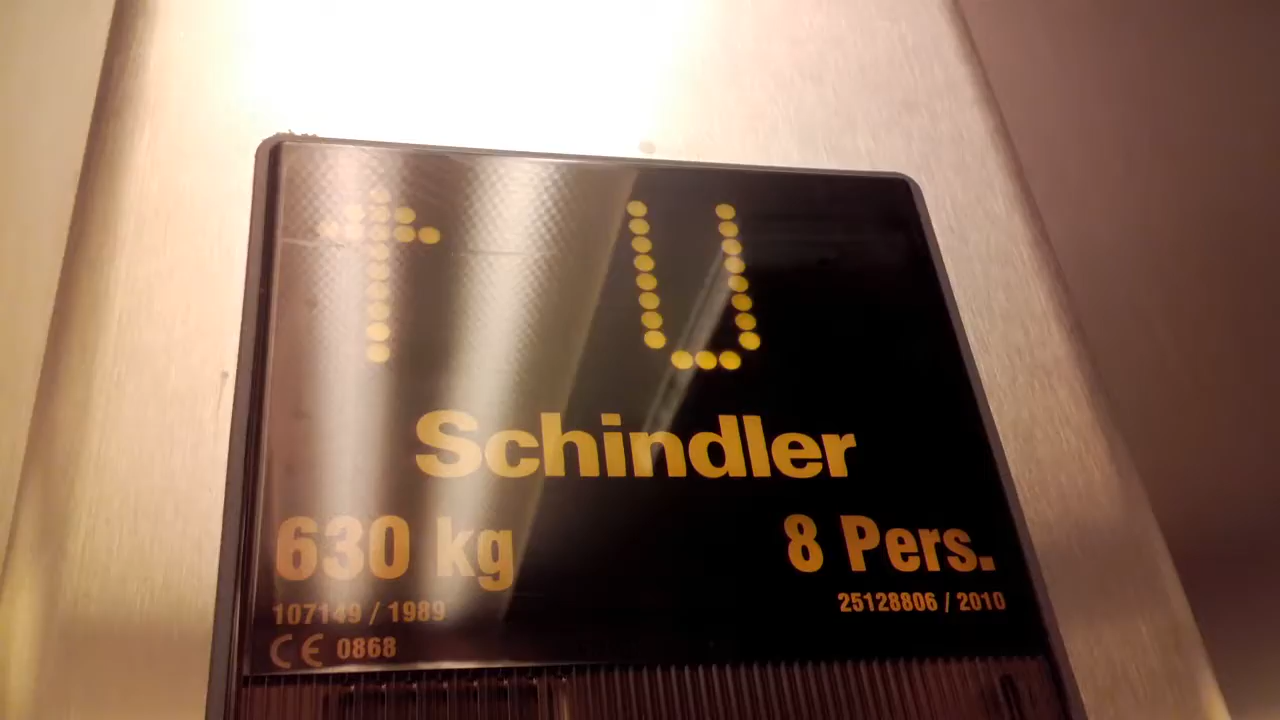 U
Schindler
630 kg 8 Pers.
107149 / 1989 25128806 / 2010
CE 0868